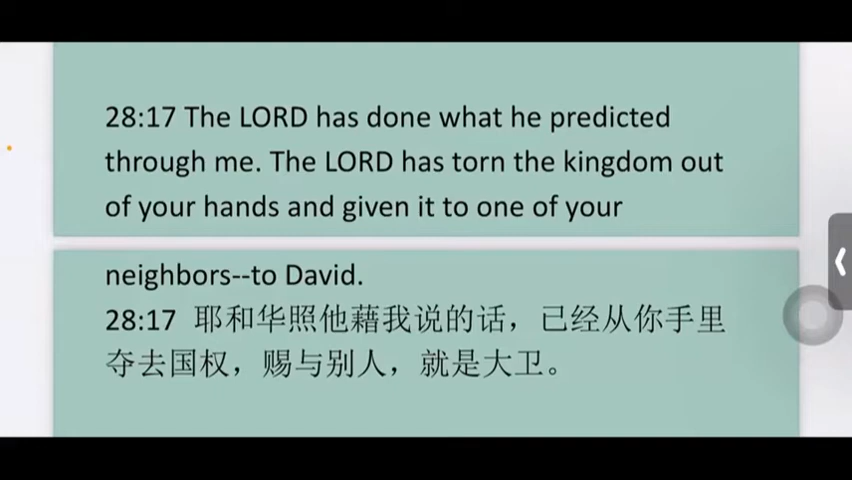 28:17 The LORD has done what he predicted
through me. The LORD has torn the kingdom out
of your hands and given it to one of your
neighbors--to David.
28:17 耶和华照他藉我说的话，已经从你手里
夺去国权，赐与别人，就是大卫。